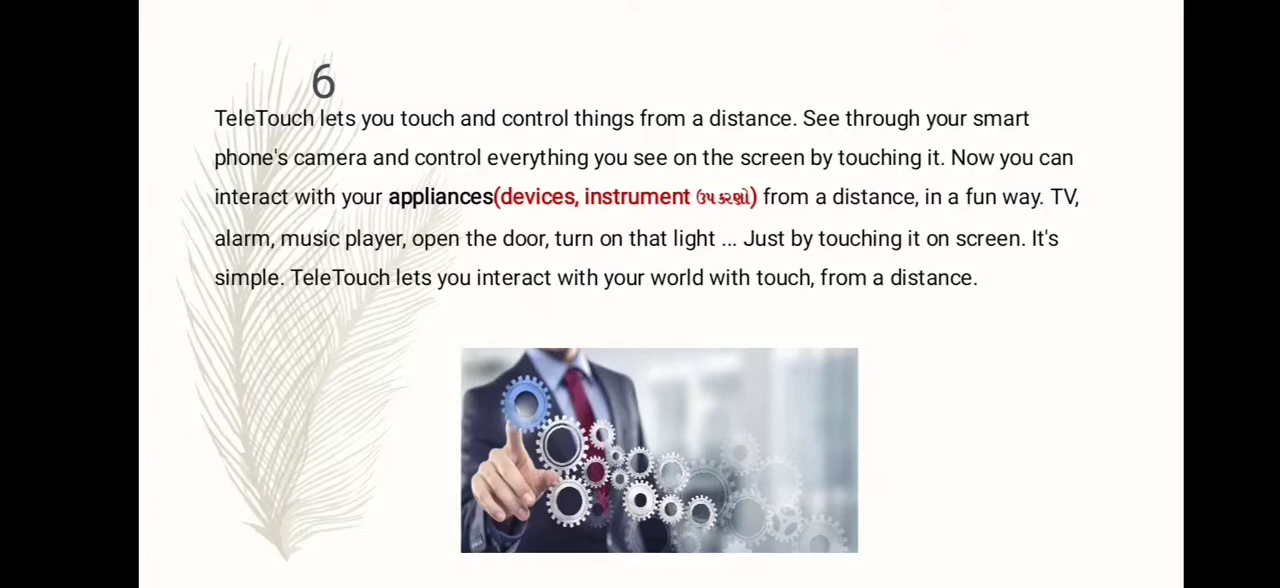 6
TeleTouch lets you touch and control things from a distance. See through your smart
phone's camera and control everything you see on the screen by touching it. Now you can
interact with your appliances(devices, instrument ઉપકરણો) from a distance, in a fun way. TV,
alarm, music player, open the door, turn on that light ... Just by touching it on screen. It's
simple. TeleTouch lets you interact with your world with touch, from a distance.